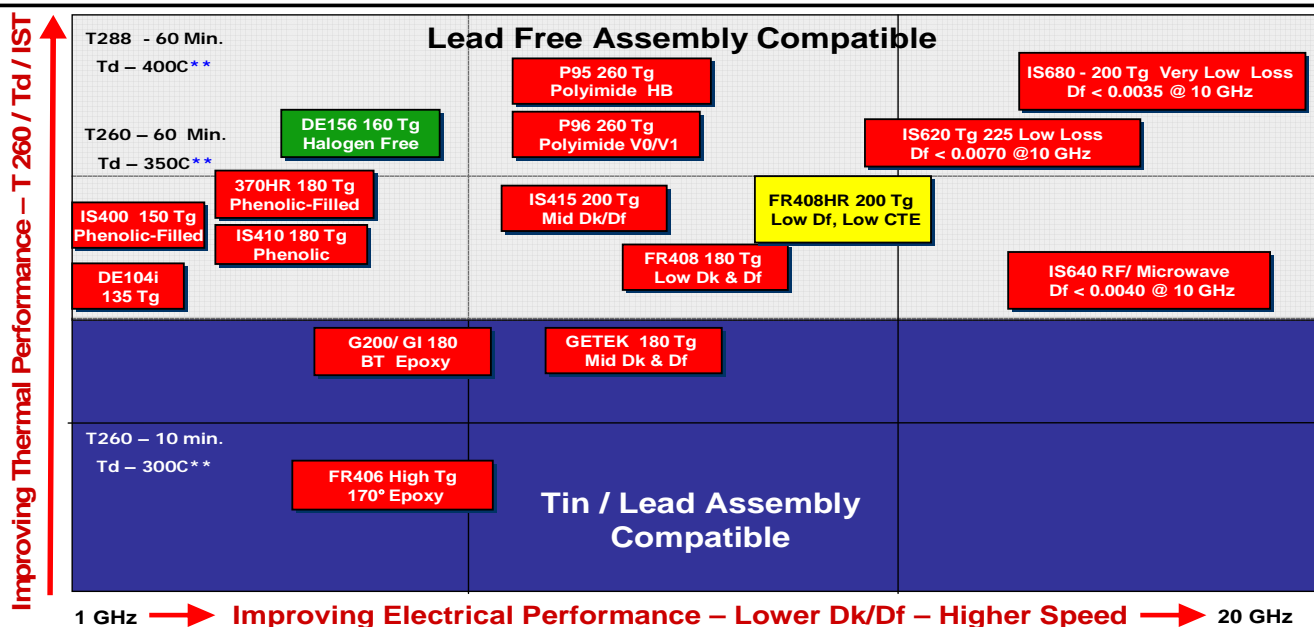 Improving Thermal Performance – T 260 / Td / IST
Lead Free Assembly Compatible
T288 - 60 Min.
Td – 400C**
P95 260 Tg
Polyimide HB
IS680 - 200 Tg Very Low Loss
Df < 0.0035 @ 10 GHz
T260 – 60 Min.
Td – 350C**
DE156 160 Tg
Halogen Free
P96 260 Tg
Polyimide V0/V1
IS620 Tg 225 Low Loss
Df < 0.0070 @10 GHz
370HR 180 Tg
Phenolic-Filled
IS400 150 Tg
Phenolic-Filled
IS410 180 Tg
Phenolic
IS415 200 Tg
Mid Dk/Df
FR408HR 200 Tg
Low Df, Low CTE
DE104i
135 Tg
FR408 180 Tg
Low Dk & Df
IS640 RF/ Microwave
Df < 0.0040 @ 10 GHz
G200/ GI 180
BT Epoxy
GETEK 180 Tg
Mid Dk & Df
T260 – 10 min.
Td – 300C**
FR406 High Tg
170° Epoxy
Tin / Lead Assembly
Compatible
1 GHz
Improving Electrical Performance – Lower Dk/Df – Higher Speed
20 GHz